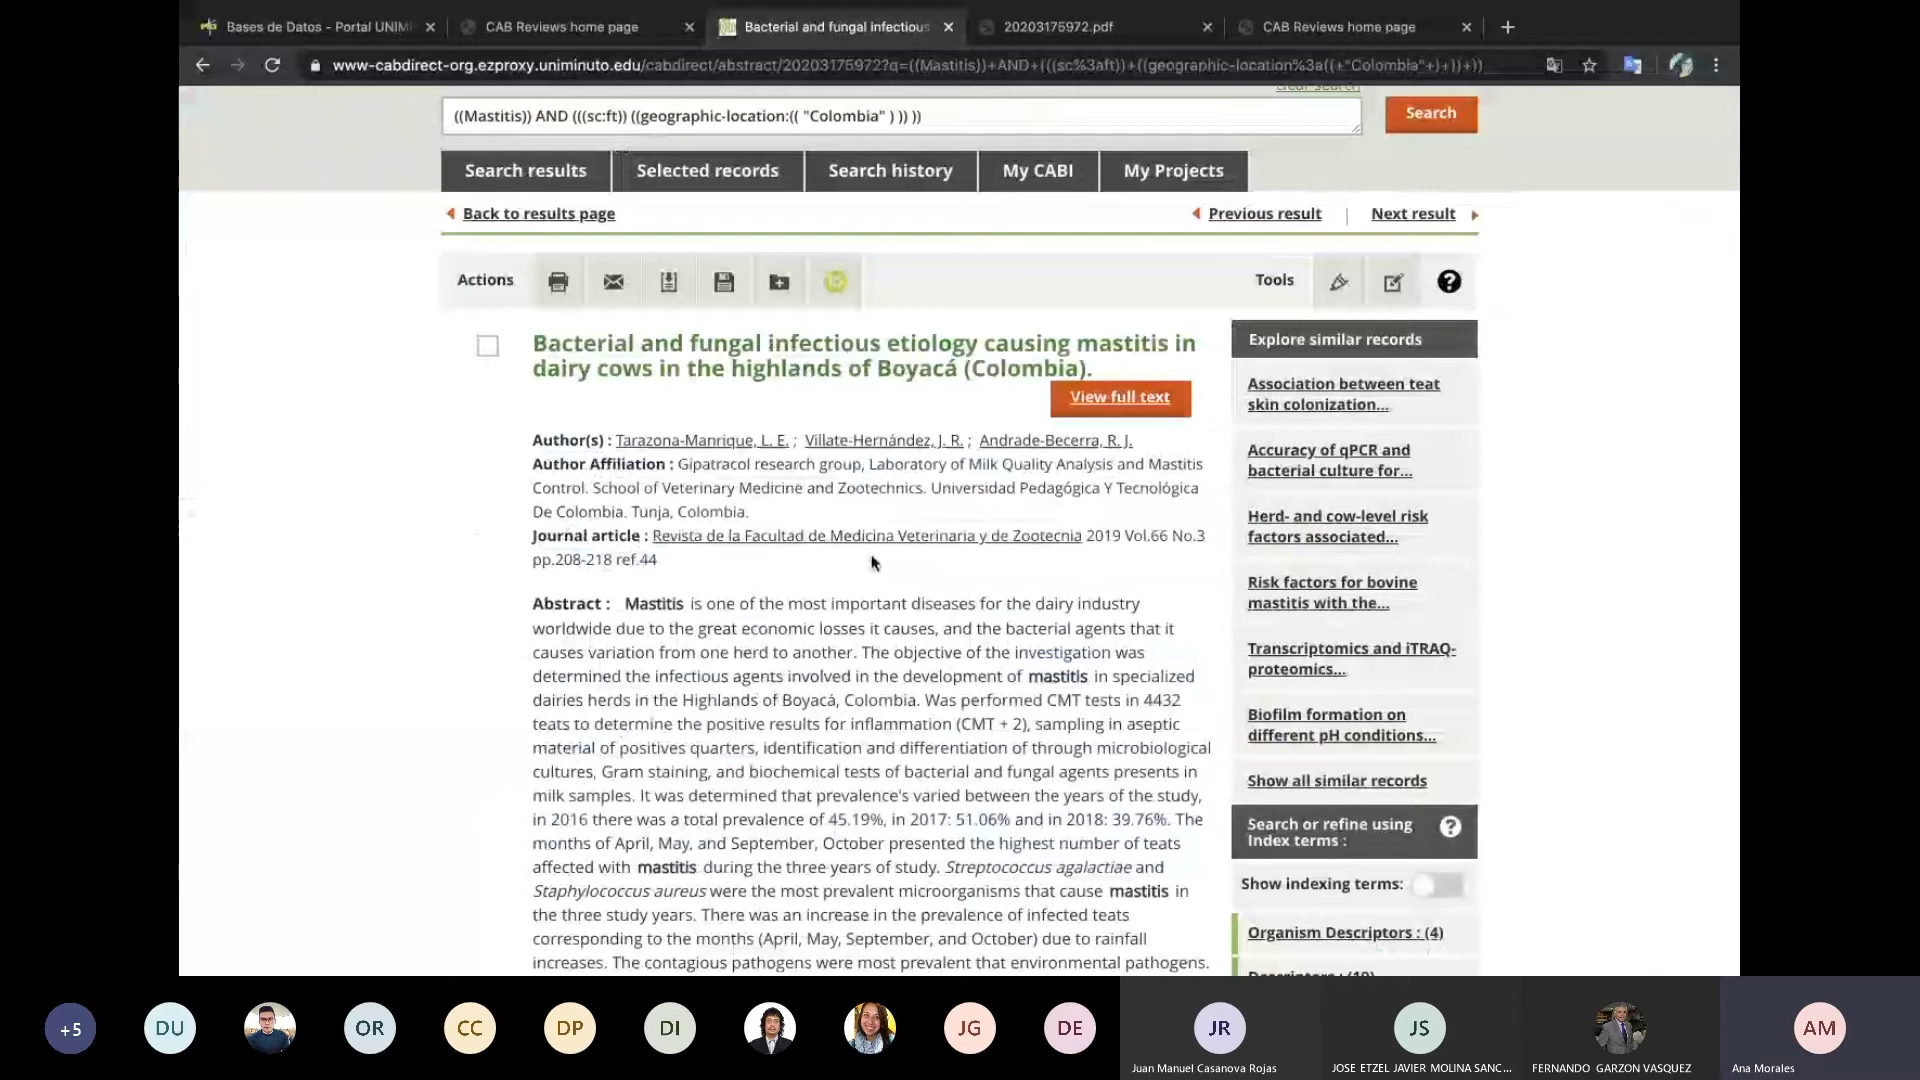 Bases de Datos - Portal UNIMI
CAB Reviews home page
Bacterial and fungal infectious
20203175972.pdf
CAB Reviews home page
www-cabdirect-org.ezproxy.uniminuto.edu/cabdirect/abstract/20203175972?q=((Mastitis))+AND+(((sc%3aft))+((geographic-location%3a((+"Colombia"+)+))+))
clear search
((Mastitis)) AND (((sc:ft)) ((geographic-location:(( "Colombia" ) )) ))
Search
Search results
Selected records
Search history
My CABI
My Projects
Back to results page
Previous result | Next result
Actions
Tools
Bacterial and fungal infectious etiology causing mastitis in
dairy cows in the highlands of Boyacá (Colombia).
View full text
Author(s) : Tarazona-Manrique, L. E. ; Villate-Hernández, J. R. ; Andrade-Becerra, R. J.
Author Affiliation : Gipatracol research group, Laboratory of Milk Quality Analysis and Mastitis
Control. School of Veterinary Medicine and Zootechnics. Universidad Pedagógica Y Tecnológica
De Colombia. Tunja, Colombia.
Journal article : Revista de la Facultad de Medicina Veterinaria y de Zootecnia 2019 Vol.66 No.3
pp.208-218 ref.44
Abstract : Mastitis is one of the most important diseases for the dairy industry
worldwide due to the great economic losses it causes, and the bacterial agents that it
causes variation from one herd to another. The objective of the investigation was
determined the infectious agents involved in the development of mastitis in specialized
dairies herds in the Highlands of Boyacá, Colombia. Was performed CMT tests in 4432
teats to determine the positive results for inflammation (CMT + 2), sampling in aseptic
material of positives quarters, identification and differentiation of through microbiological
cultures, Gram staining, and biochemical tests of bacterial and fungal agents presents in
milk samples. It was determined that prevalence's varied between the years of the study,
in 2016 there was a total prevalence of 45.19%, in 2017: 51.06% and in 2018: 39.76%. The
months of April, May, and September, October presented the highest number of teats
affected with mastitis during the three years of study. Streptococcus agalactiae and
Staphylococcus aureus were the most prevalent microorganisms that cause mastitis in
the three study years. There was an increase in the prevalence of infected teats
corresponding to the months (April, May, September, and October) due to rainfall
increases. The contagious pathogens were most prevalent that environmental pathogens.
Explore similar records
Association between teat
skin colonization...
Accuracy of qPCR and
bacterial culture for...
Herd- and cow-level risk
factors associated...
Risk factors for bovine
mastitis with the...
Transcriptomics and iTRAQ-
proteomics...
Biofilm formation on
different pH conditions...
Show all similar records
Search or refine using
Index terms :
Show indexing terms:
Organism Descriptors : (4)
Descriptors : (19)
+5
DU
OR
CC
DP
DI
JG
DE
JR
JS
AM
Juan Manuel Casanova Rojas
JOSE ETZEL JAVIER MOLINA SANC...
FERNANDO GARZON VASQUEZ
Ana Morales